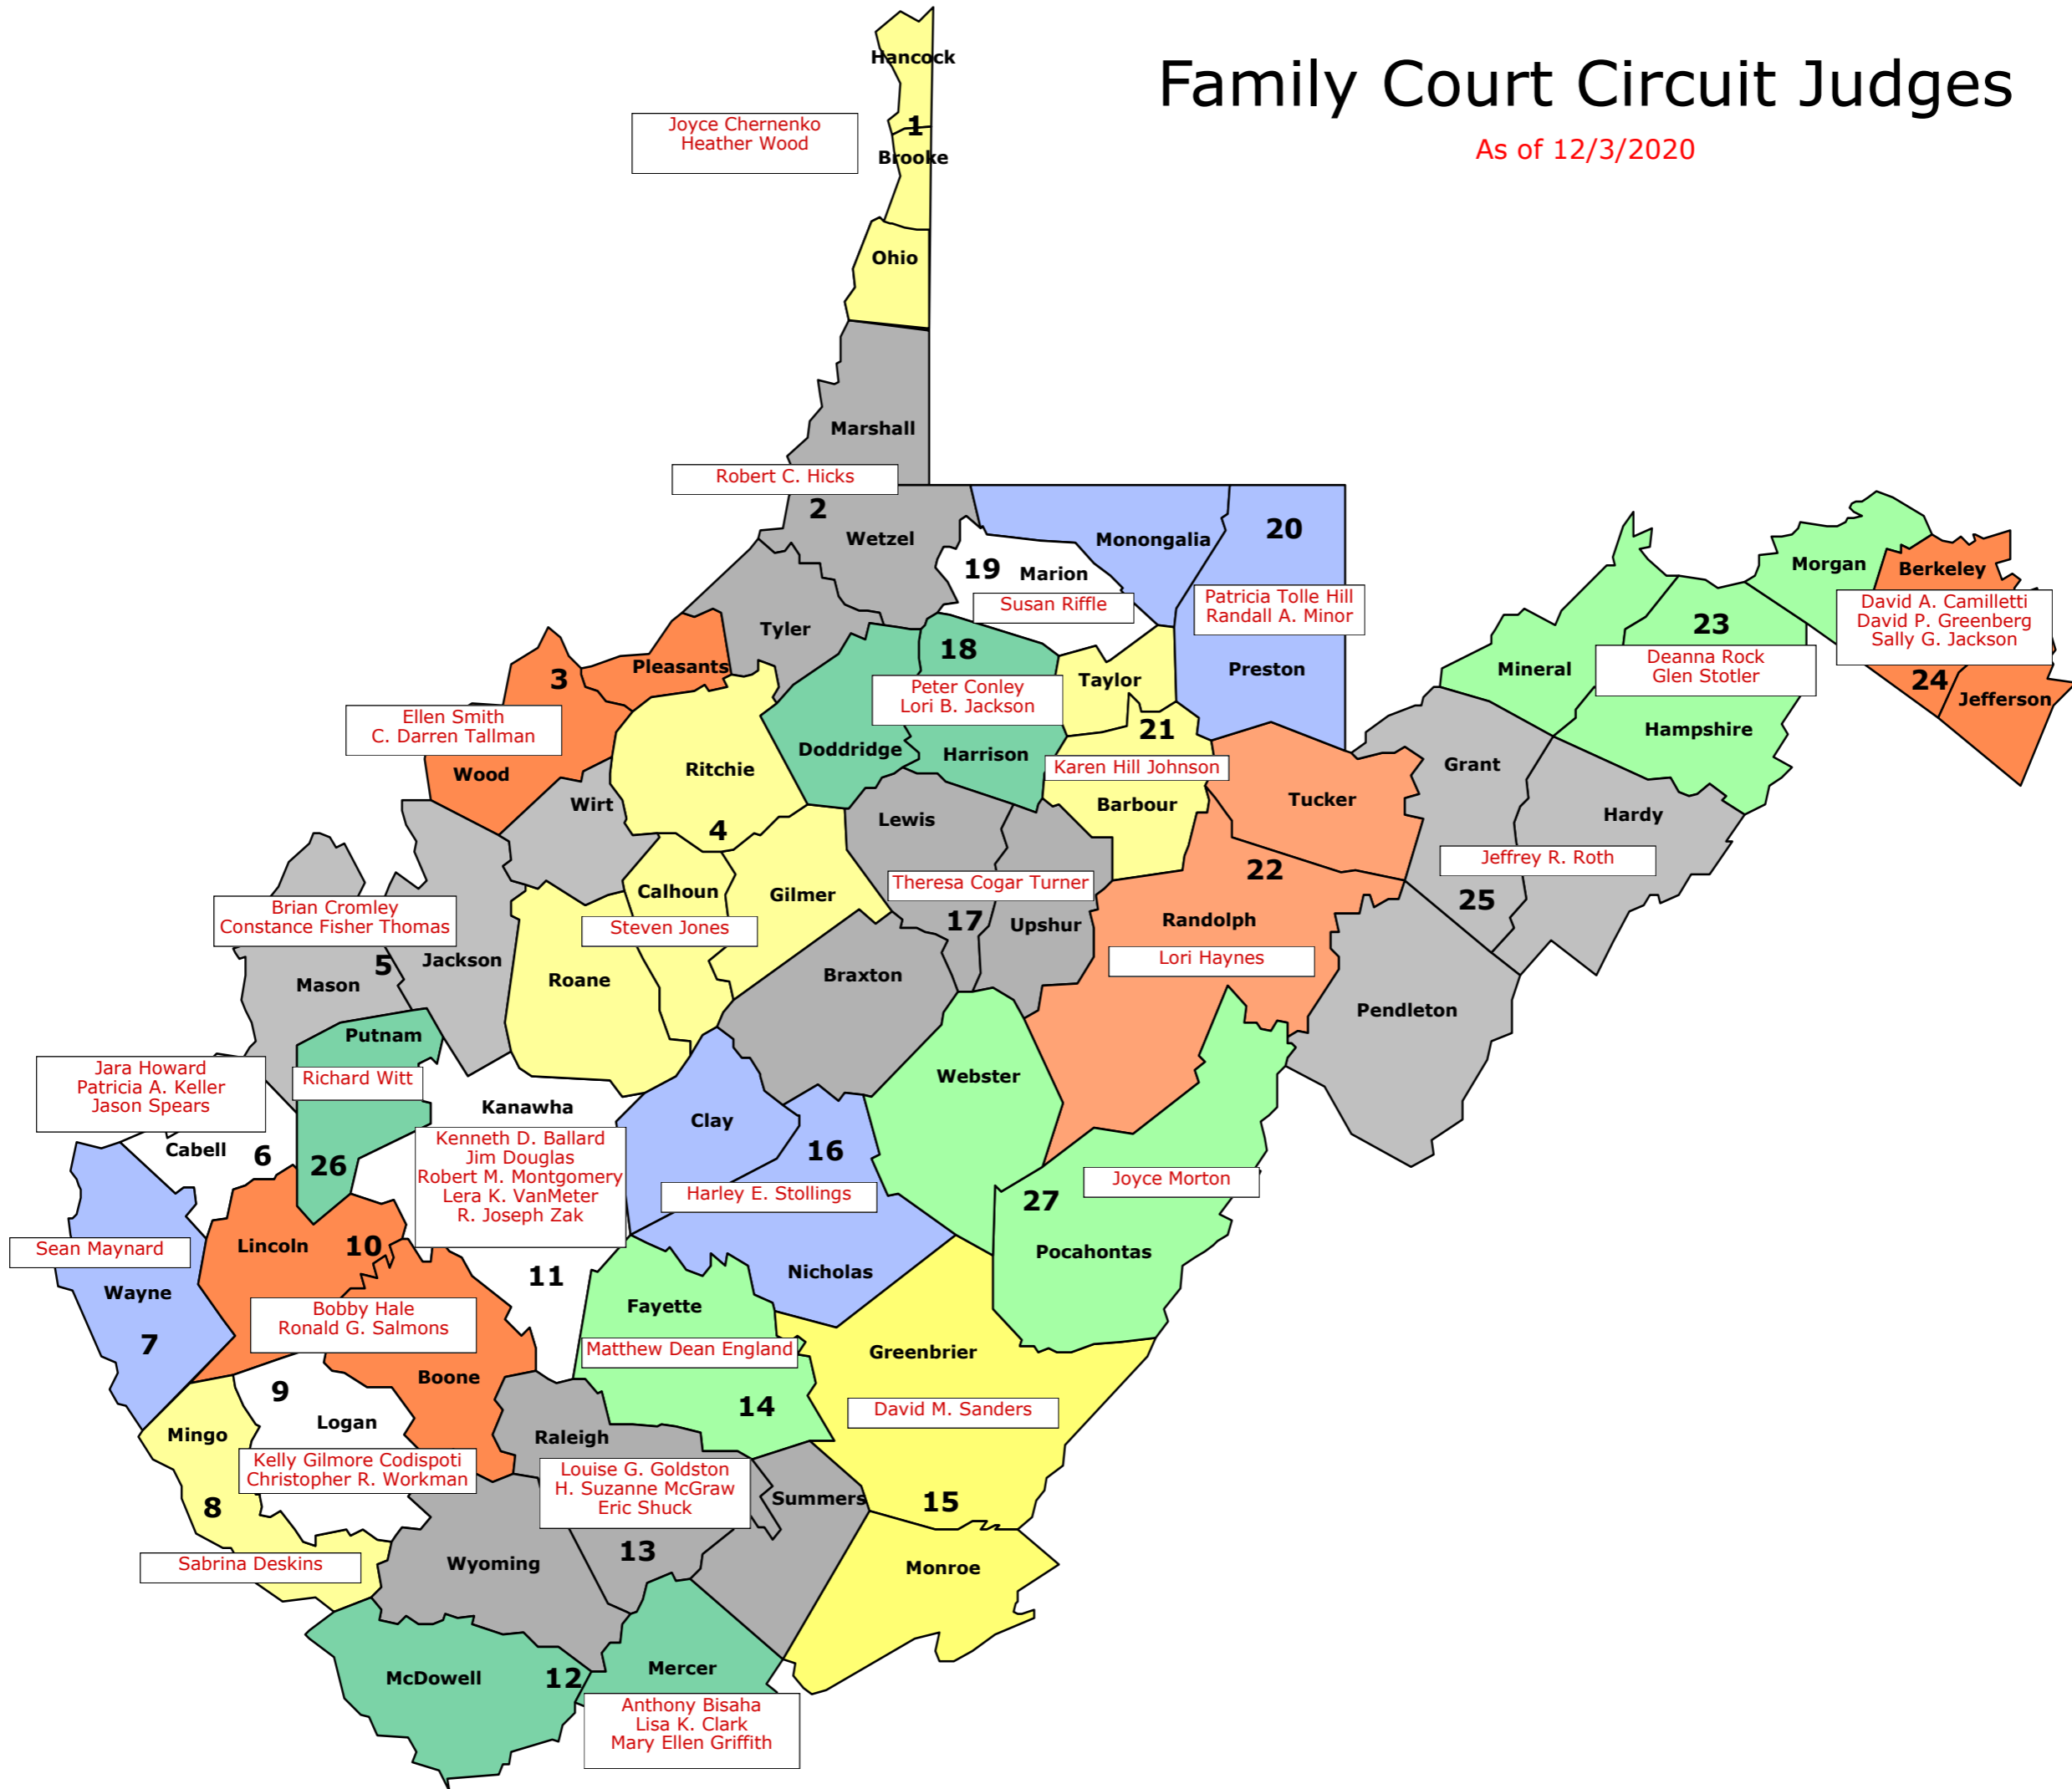 Family Court Circuit Judges
As of 12/3/2020
Hancock
1
Joyce Chernenko
Heather Wood
Brooke
Ohio
Marshall
Robert C. Hicks
2
Wetzel
Monongalia
20
19
Marion
Susan Riffle
Patricia Tolle Hill
Randall A. Minor
Preston
Morgan
Berkeley
David A. Camilletti
David P. Greenberg
Sally G. Jackson
24
Jefferson
23
Deanna Rock
Glen Stotler
Mineral
Hampshire
Tyler
Pleasants
3
Ellen Smith
C. Darren Tallman
Wood
18
Peter Conley
Lori B. Jackson
Doddridge
Harrison
Taylor
21
Karen Hill Johnson
Barbour
Ritchie
Wirt
4
Calhoun
Gilmer
Steven Jones
Roane
Lewis
Theresa Cogar Turner
17
Upshur
Braxton
Tucker
22
Randolph
Lori Haynes
Grant
Hardy
Jeffrey R. Roth
25
Pendleton
Brian Cromley
Constance Fisher Thomas
5
Jackson
Mason
Putnam
Richard Witt
26
Jara Howard
Patricia A. Keller
Jason Spears
Cabell
6
Kanawha
Kenneth D. Ballard
Jim Douglas
Robert M. Montgomery
Lera K. VanMeter
R. Joseph Zak
11
Clay
16
Harley E. Stollings
Nicholas
Webster
27
Joyce Morton
Pocahontas
Sean Maynard
Wayne
7
Lincoln
10
Bobby Hale
Ronald G. Salmons
Boone
Fayette
Matthew Dean England
14
Greenbrier
David M. Sanders
15
Monroe
9
Logan
Kelly Gilmore Codispoti
Christopher R. Workman
Mingo
8
Sabrina Deskins
Raleigh
Louise G. Goldston
H. Suzanne McGraw
Eric Shuck
13
Summers
Wyoming
McDowell
12
Mercer
Anthony Bisaha
Lisa K. Clark
Mary Ellen Griffith